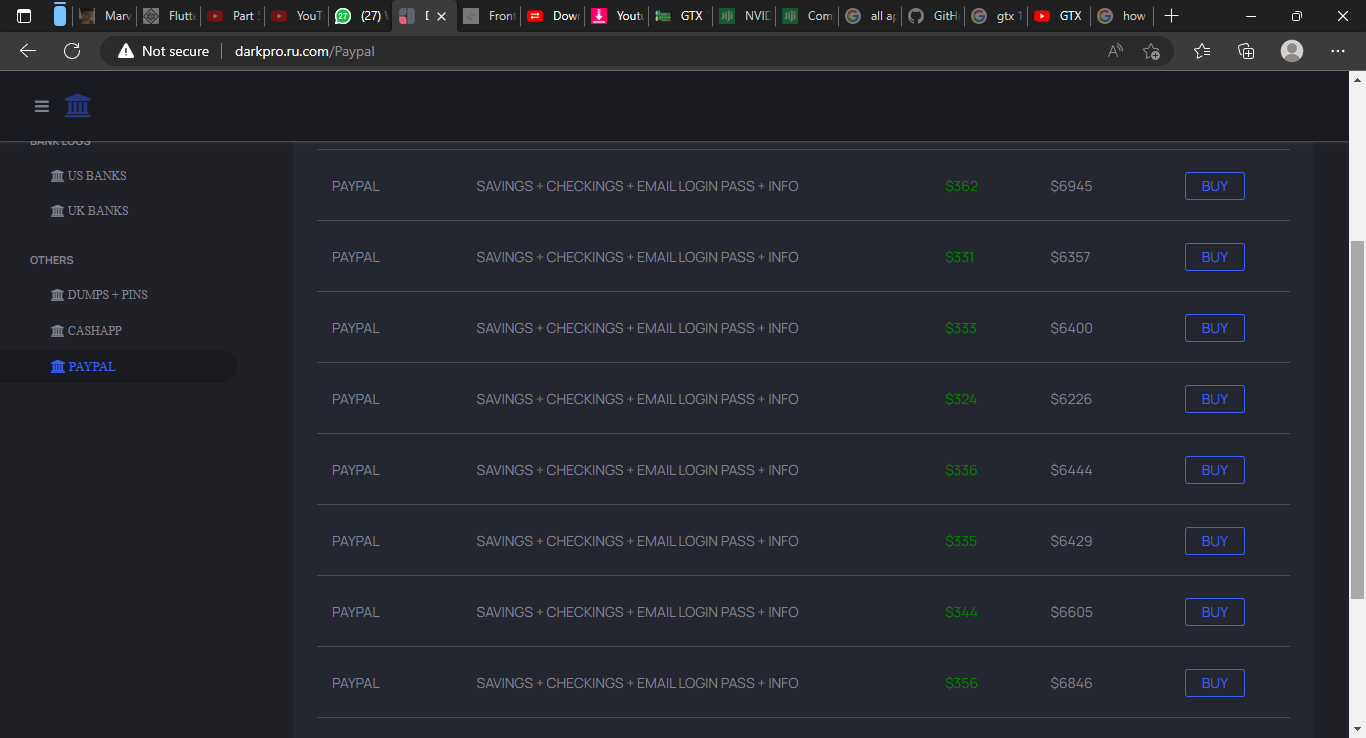 Marv
Flutt
Part
YouT
27
(27)
D
Front
Dow
Youtu
GTX
NVID
Com
all ap
GitH
gtx 1
GTX
how
Not secure
darkpro.ru.com/Paypal
BANK LOGS
US BANKS
UK BANKS
OTHERS
DUMPS + PINS
CASHAPP
PAYPAL
PAYPAL SAVINGS + CHECKINGS + EMAIL LOGIN PASS + INFO $362 $6945 BUY
PAYPAL SAVINGS + CHECKINGS + EMAIL LOGIN PASS + INFO $331 $6357 BUY
PAYPAL SAVINGS + CHECKINGS + EMAIL LOGIN PASS + INFO $333 $6400 BUY
PAYPAL SAVINGS + CHECKINGS + EMAIL LOGIN PASS + INFO $324 $6226 BUY
PAYPAL SAVINGS + CHECKINGS + EMAIL LOGIN PASS + INFO $336 $6444 BUY
PAYPAL SAVINGS + CHECKINGS + EMAIL LOGIN PASS + INFO $335 $6429 BUY
PAYPAL SAVINGS + CHECKINGS + EMAIL LOGIN PASS + INFO $344 $6605 BUY
PAYPAL SAVINGS + CHECKINGS + EMAIL LOGIN PASS + INFO $356 $6846 BUY